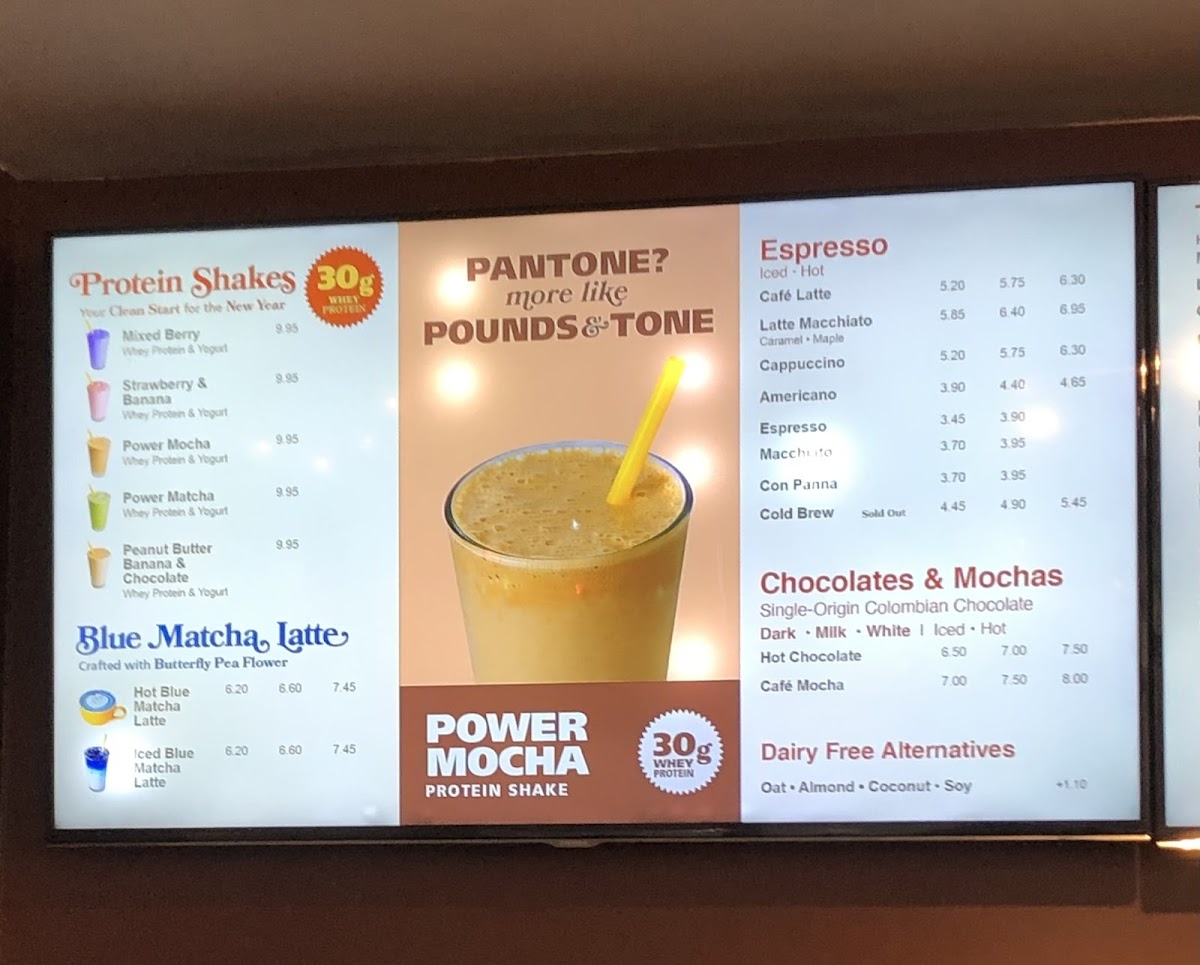 Protein Shakes
Your Clean Start for the New Year
30g
WHEY
PROTEIN
Mixed Berry 9.95
Whey Protein & Yogurt
Strawberry & 9.95
Banana
Whey Protein & Yogurt
Power Mocha 9.95
Whey Protein & Yogurt
Power Matcha 9.95
Whey Protein & Yogurt
Peanut Butter 9.95
Banana &
Chocolate
Whey Protein & Yogurt
Blue Matcha Latte
Crafted with Butterfly Pea Flower
Hot Blue 6.20 6.60 7.45
Matcha
Latte
Iced Blue 6.20 6.60 7.45
Matcha
Latte
PANTONE?
more like
POUNDS & TONE
POWER
MOCHA
PROTEIN SHAKE
30g
WHEY
PROTEIN
Espresso
Iced • Hot
Café Latte 5.20 5.75 6.30
Latte Macchiato 5.85 6.40 6.95
Caramel • Maple
Cappuccino 5.20 5.75 6.30
Americano 3.90 4.40 4.65
Espresso 3.45 3.90
Macchiato 3.70 3.95
Con Panna 3.70 3.95
Cold Brew Sold Out 4.45 4.90 5.45
Chocolates & Mochas
Single-Origin Colombian Chocolate
Dark • Milk • White | Iced • Hot
Hot Chocolate 6.50 7.00 7.50
Café Mocha 7.00 7.50 8.00
Dairy Free Alternatives
Oat • Almond • Coconut • Soy +1.10